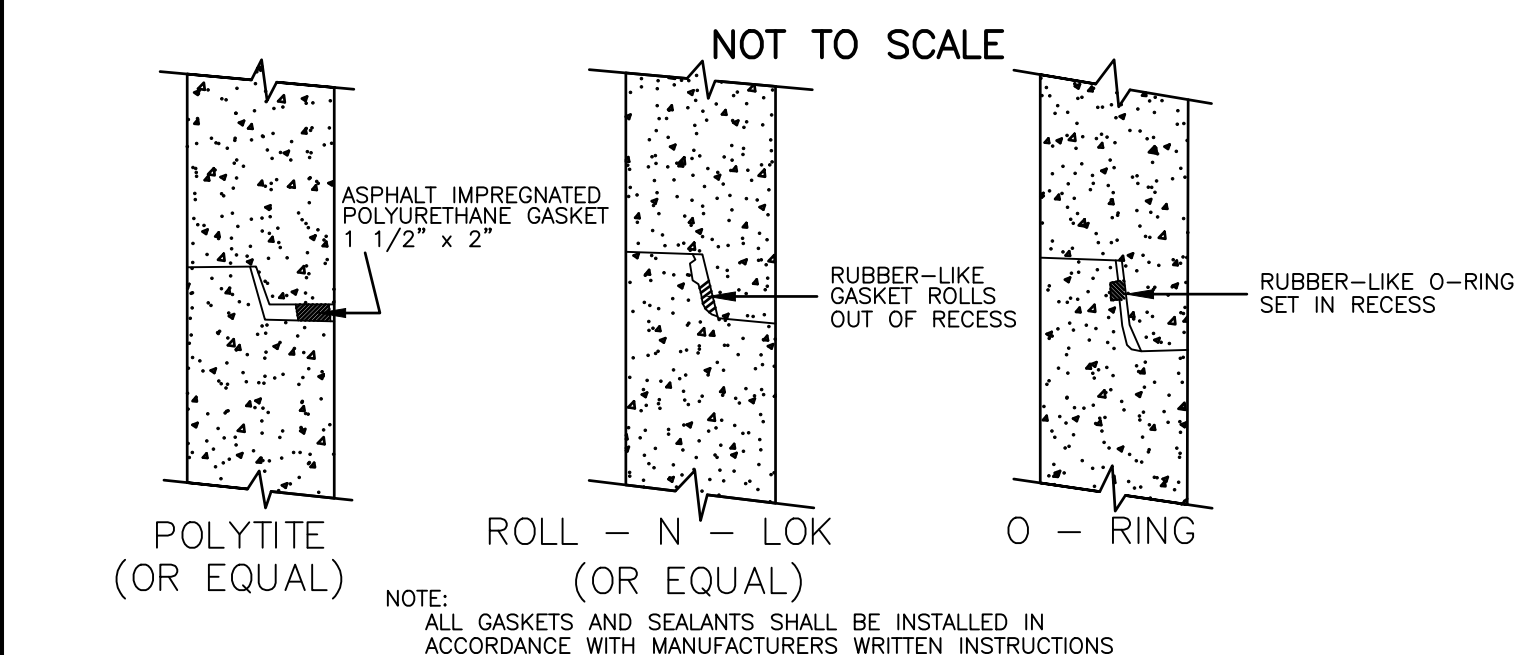 NOT TO SCALE
ASPHALT IMPREGNATED
POLYURETHANE GASKET
1 1/2" x 2"
RUBBER-LIKE
GASKET ROLLS
OUT OF RECESS
RUBBER-LIKE O-RING
SET IN RECESS
POLYTITE
(OR EQUAL)
ROLL - N - LOK
(OR EQUAL)
O - RING
NOTE:
ALL GASKETS AND SEALANTS SHALL BE INSTALLED IN
ACCORDANCE WITH MANUFACTURERS WRITTEN INSTRUCTIONS